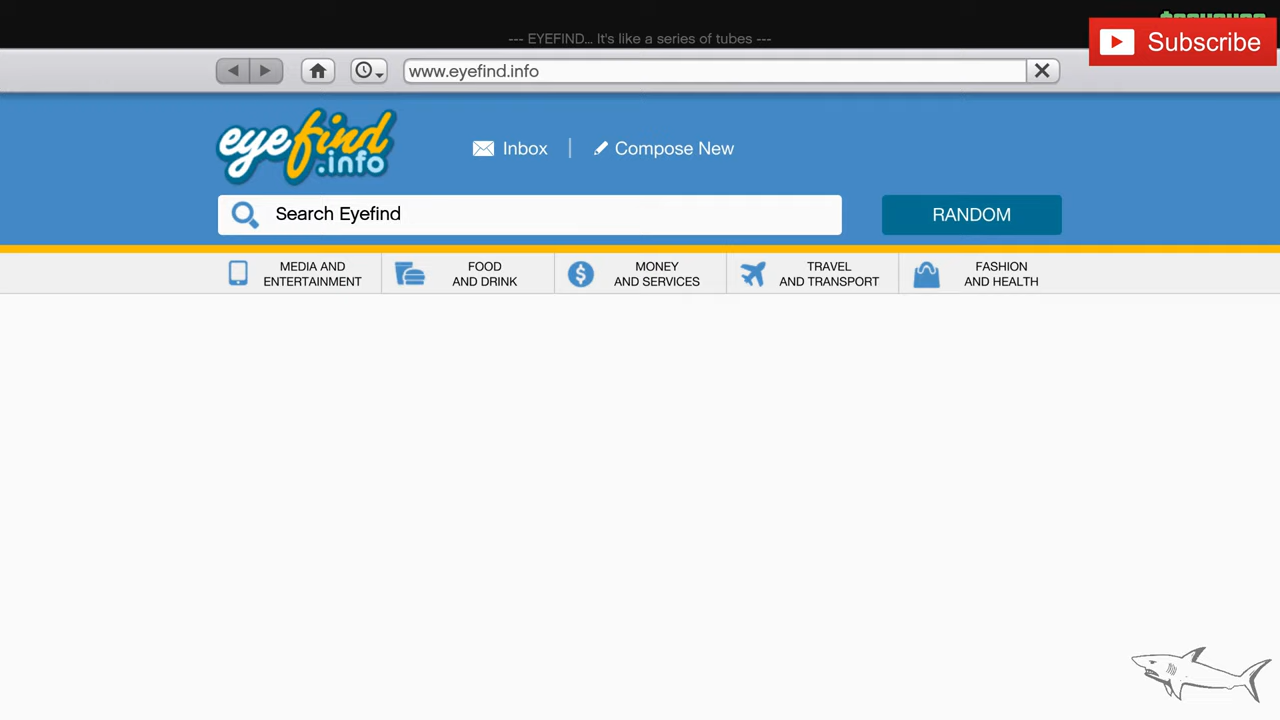 --- EYEFIND... It's like a series of tubes ---
Subscribe
www.eyefind.info
eyefind
.info
Inbox
Compose New
Search Eyefind
RANDOM
MEDIA AND
ENTERTAINMENT
FOOD
AND DRINK
MONEY
AND SERVICES
TRAVEL
AND TRANSPORT
FASHION
AND HEALTH